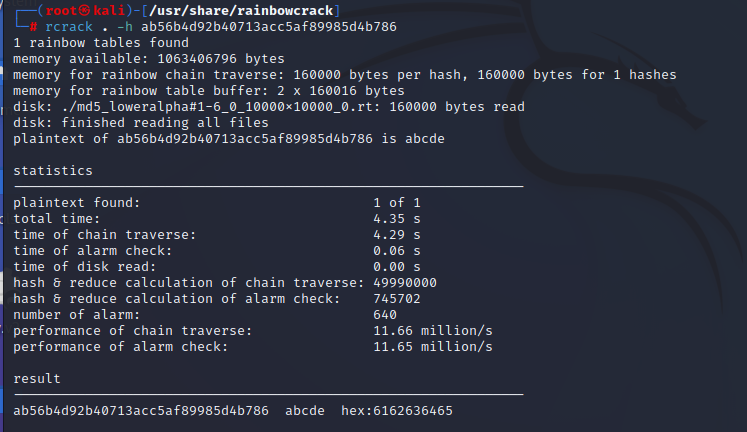 (root㉿kali)-[/usr/share/rainbowcrack]
# rcrack . -h ab56b4d92b40713acc5af89985d4b786
1 rainbow tables found
memory available: 1063406796 bytes
memory for rainbow chain traverse: 160000 bytes per hash, 160000 bytes for 1 hashes
memory for rainbow table buffer: 2 x 160016 bytes
disk: ./md5_loweralpha#1-6_0_10000×10000_0.rt: 160000 bytes read
disk: finished reading all files
plaintext of ab56b4d92b40713acc5af89985d4b786 is abcde
statistics
plaintext found: 1 of 1
total time: 4.35 s
time of chain traverse: 4.29 s
time of alarm check: 0.06 s
time of disk read: 0.00 s
hash & reduce calculation of chain traverse: 49990000
hash & reduce calculation of alarm check: 745702
number of alarm: 640
performance of chain traverse: 11.66 million/s
performance of alarm check: 11.65 million/s
result
ab56b4d92b40713acc5af89985d4b786 abcde hex:6162636465